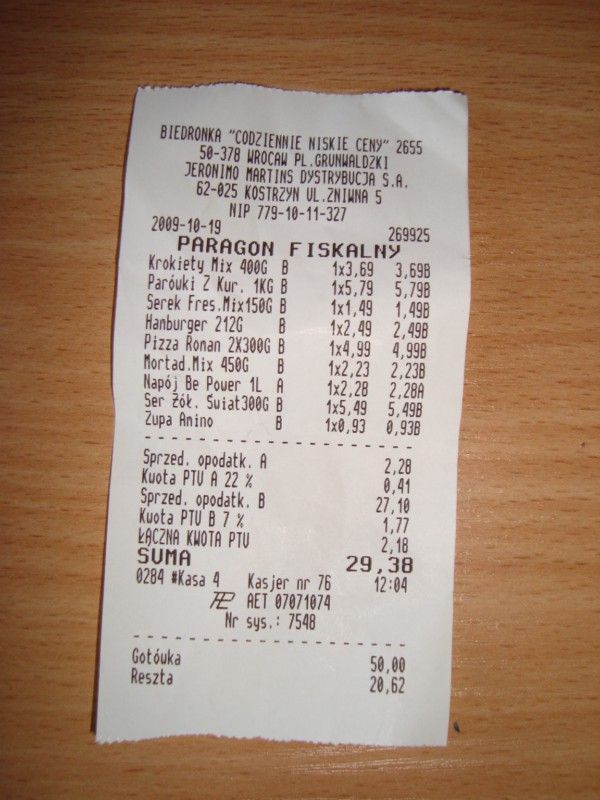 BIEDRONKA "CODZIENNIE NISKIE CENY" 2655
50-378 WROCAW PL.GRUNWALDZKI
JERONIMO MARTINS DYSTRYBUCJA S.A.
62-025 KOSTRZYN UL.ZNIWNA 5
NIP 779-10-11-327
2009-10-19 269925
PARAGON FISKALNY
Krokiety Mix 400G B 1x3,69 3,69B
Parówki Z Kur. 1KG B 1x5,79 5,79B
Serek Fres.Mix150G B 1x1,49 1,49B
Hanburger 212G B 1x2,49 2,49B
Pizza Ronan 2X300G B 1x4,99 4,99B
Mortad.Mix 450G B 1x2,23 2,23B
Napój Be Power 1L A 1x2,28 2,28A
Ser Żół. Swiat300G B 1x5,49 5,49B
Zupa Amino B 1x0,93 0,93B
Sprzed. opodatk. A 2,28
Kwota PTU A 22 % 0,41
Sprzed. opodatk. B 27,10
Kwota PTU B 7 % 1,77
ŁĄCZNA KWOTA PTU 2,18
SUMA 29,38
0284 #Kasa 4 Kasjer nr 76 12:04
AET 07071074
Nr sys.: 7548
Gotówka 50,00
Reszta 20,62